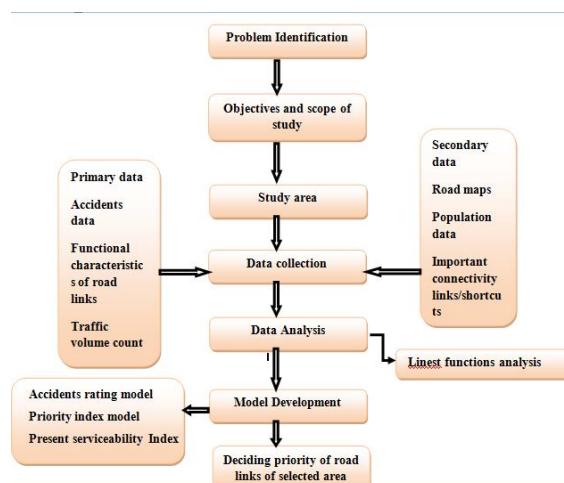 Problem Identification
Objectives and scope of
study
Secondary
data
Road maps
Population
data
Important
connectivity
links/shortcu
ts
Primary data
Accidents
data
Functional
characteristic
s of road
links
Traffic
volume count
Study area
Data collection
Data Analysis
Linest functions analysis
Accidents rating model
Priority index model
Present serviceability Index
Model Development
Deciding priority of road
links of selected area